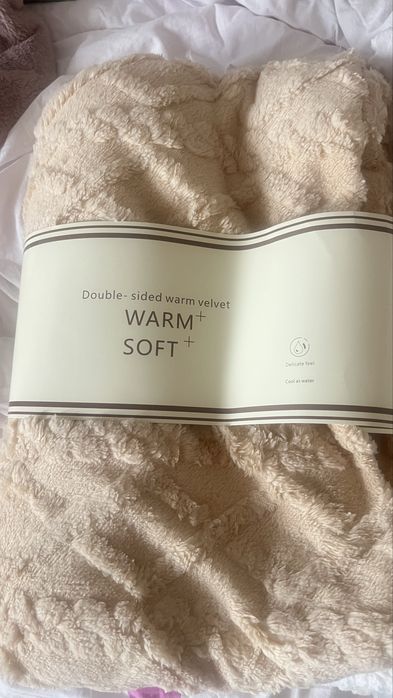 Double- sided warm velvet
WARM+
SOFT+
Delicate feel
Cool at water